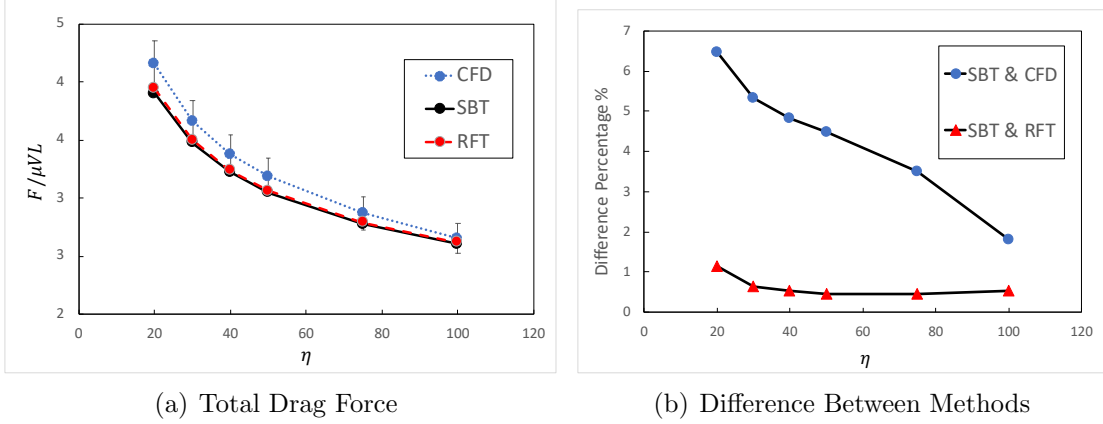 5
4
4
3
3
2
F/μVL
0 20 40 60 80 100 120
η
CFD
SBT
RFT
7
6
5
4
3
2
1
0
Difference Percentage %
0 20 40 60 80 100 120
η
SBT & CFD
SBT & RFT
(a) Total Drag Force
(b) Difference Between Methods